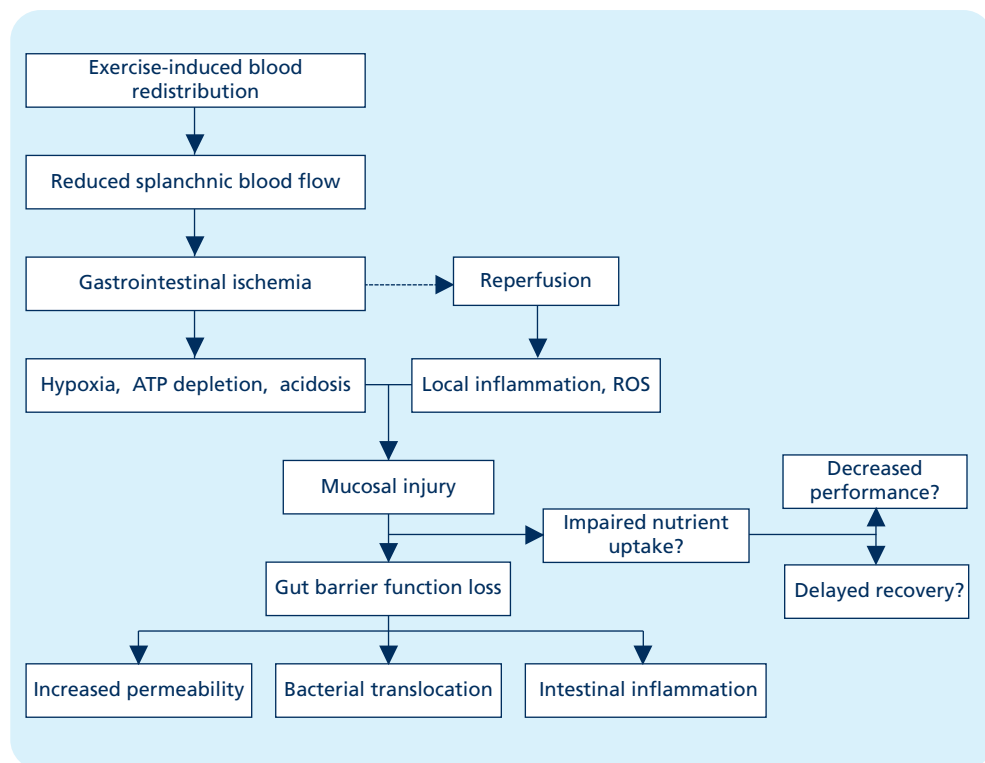 Exercise-induced blood
redistribution
Reduced splanchnic blood flow
Gastrointestinal ischemia
Reperfusion
Hypoxia, ATP depletion, acidosis
Local inflammation, ROS
Mucosal injury
Decreased
performance?
Impaired nutrient
uptake?
Gut barrier function loss
Delayed recovery?
Increased permeability
Bacterial translocation
Intestinal inflammation